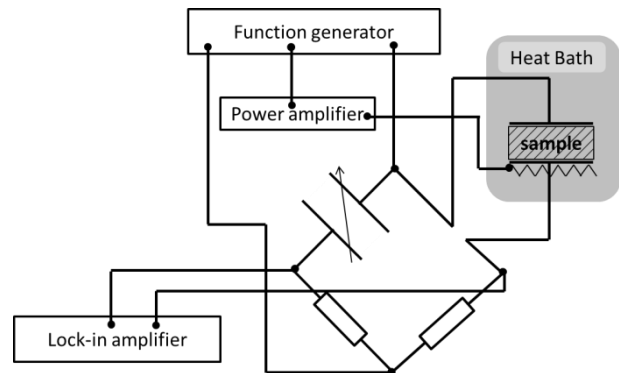 Function generator
Heat Bath
Power amplifier
sample
Lock-in amplifier